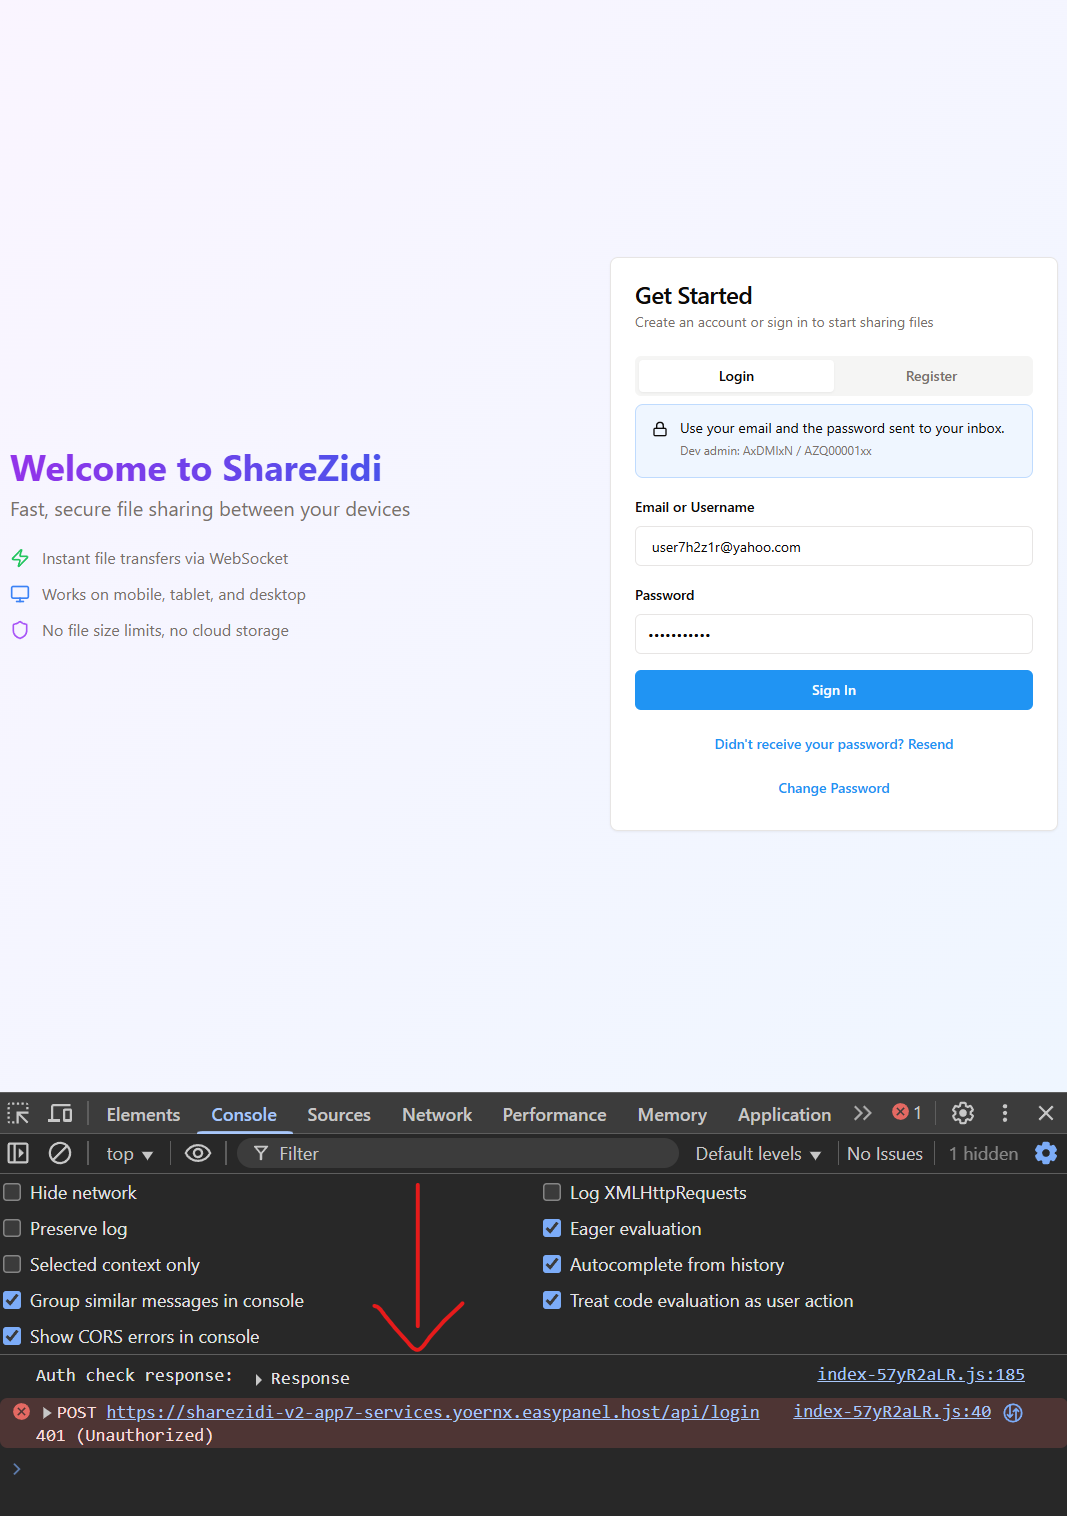 Welcome to ShareZidi
Fast, secure file sharing between your devices
Instant file transfers via WebSocket
Works on mobile, tablet, and desktop
No file size limits, no cloud storage
Get Started
Create an account or sign in to start sharing files
Login
Register
Use your email and the password sent to your inbox.
Dev admin: AxDMIxN / AZQ00001xx
Email or Username
user7h2z1r@yahoo.com
Password
•••••••••••
Sign In
Didn't receive your password? Resend
Change Password
Elements Console Sources Network Performance Memory Application 1
top Filter Default levels No Issues 1 hidden
Hide network Log XMLHttpRequests
Preserve log Eager evaluation
Selected context only Autocomplete from history
Group similar messages in console Treat code evaluation as user action
Show CORS errors in console
Auth check response: Response index-57yR2aLR.js:185
POST https://sharezidi-v2-app7-services.yoernx.easypanel.host/api/login index-57yR2aLR.js:40
401 (Unauthorized)